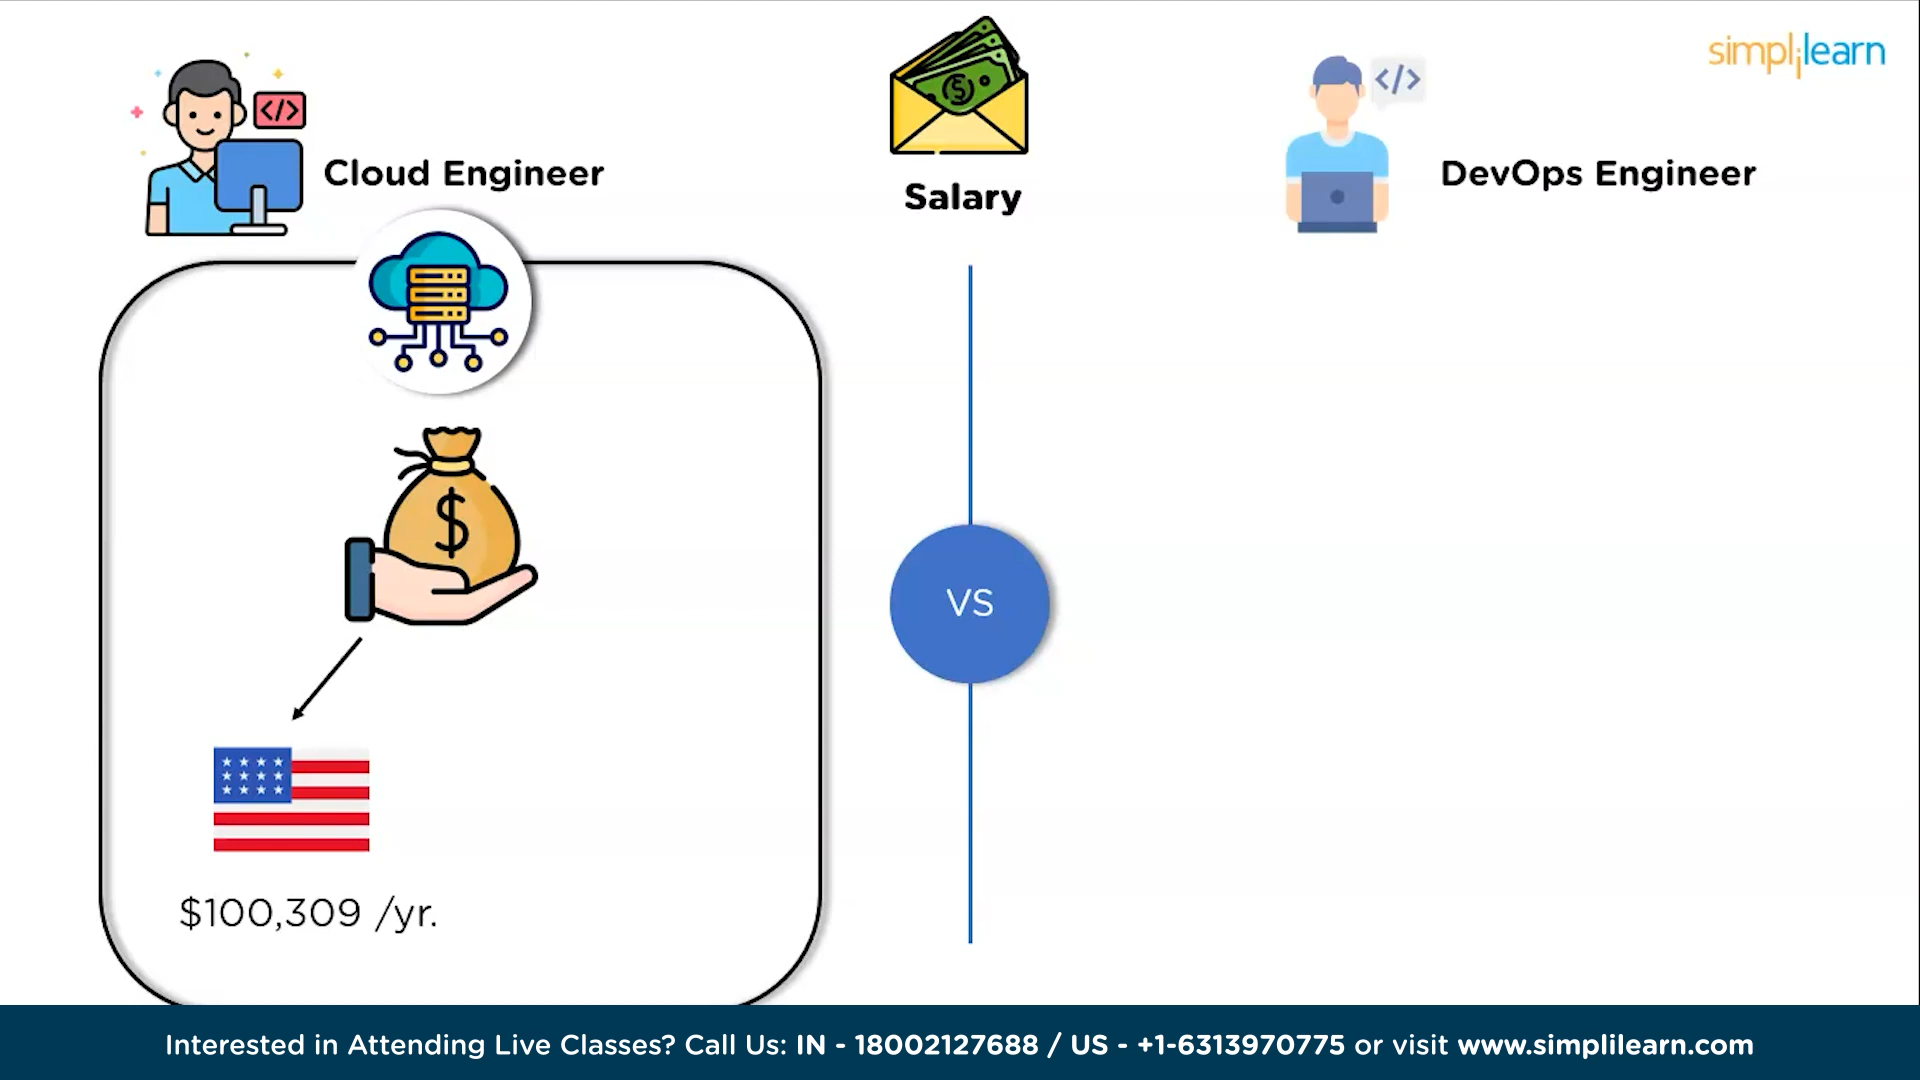 simplilearn
</>
</>
Cloud Engineer
Salary
DevOps Engineer
$
$
VS
$100,309 /yr.
Interested in Attending Live Classes? Call Us: IN - 18002127688 / US - +1-6313970775 or visit www.simplilearn.com